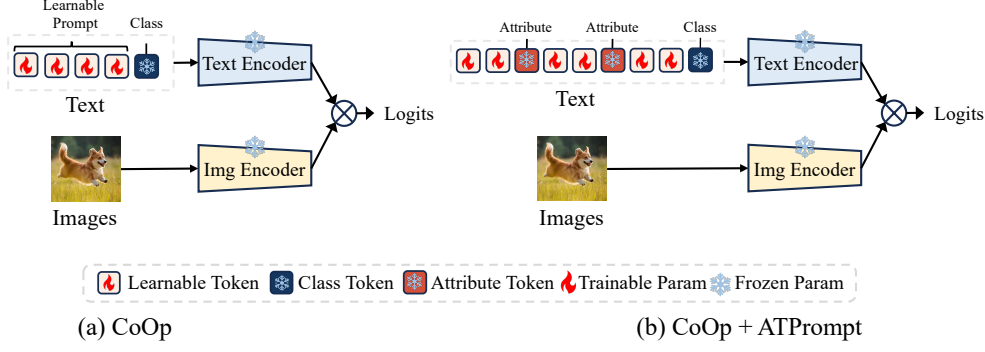 Learnable
Prompt
Class
Text Encoder
Text
Logits
Img Encoder
Images
Attribute
Attribute
Class
Text Encoder
Text
Logits
Img Encoder
Images
Learnable Token Class Token Attribute Token Trainable Param Frozen Param
(a) CoOp
(b) CoOp + ATPrompt